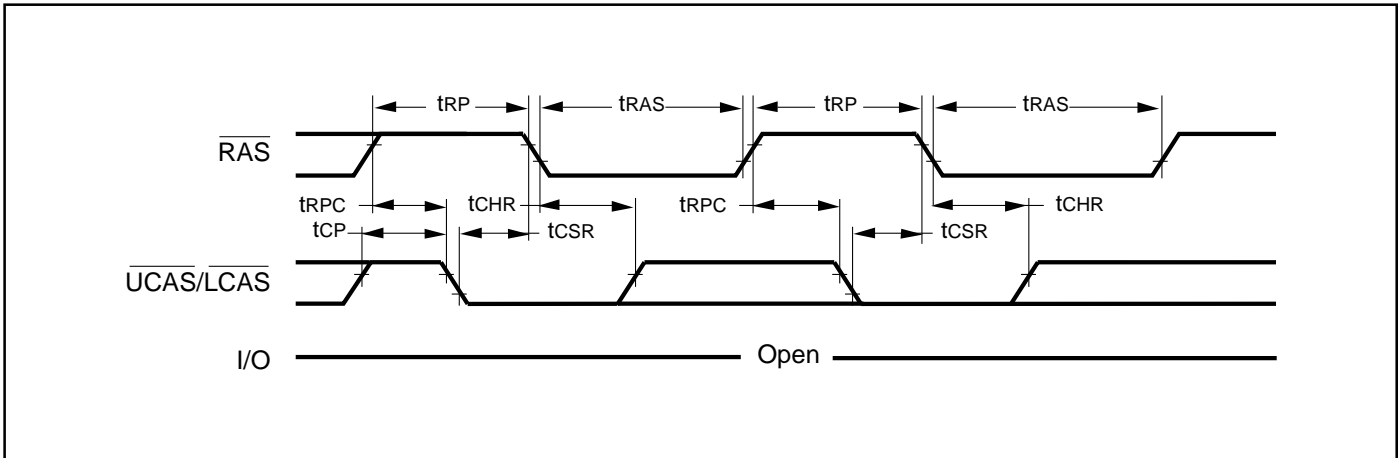 tRP tRAS tRP tRAS
RAS
tRPC tCHR tRPC tCHR
tCP tCSR tCSR
UCAS/LCAS
I/O Open